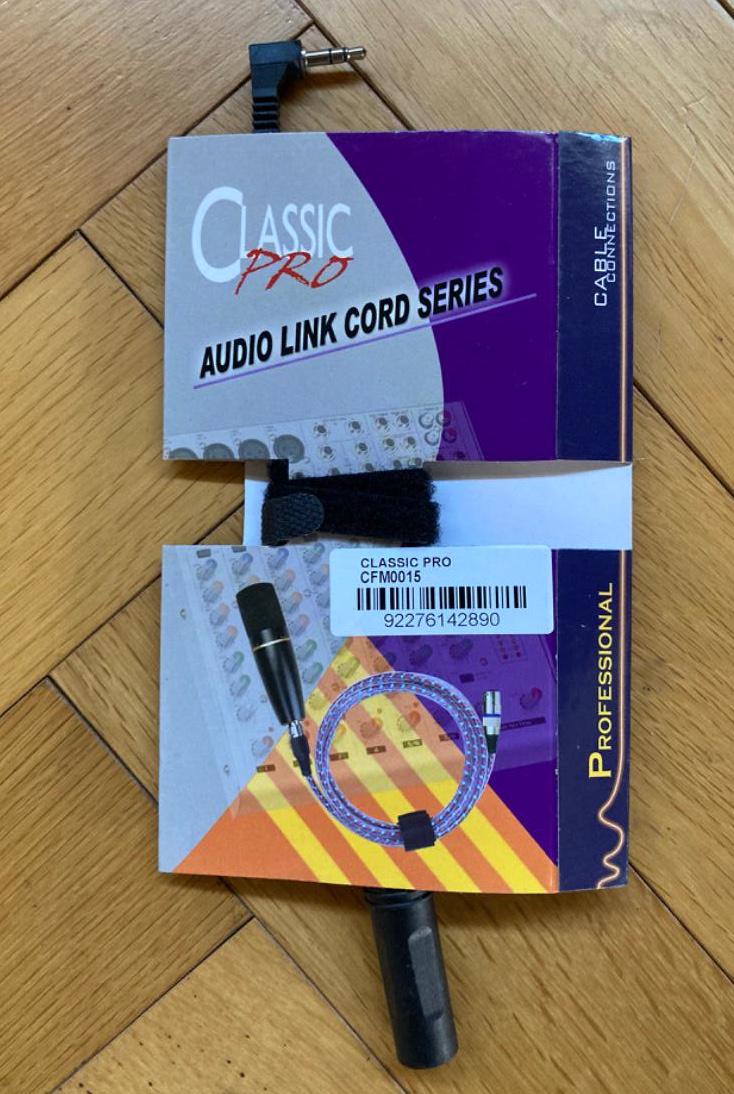 CLASSIC
PRO
AUDIO LINK CORD SERIES
CABLE
CONNECTIONS
CLASSIC PRO
CFM0015
92276142890
PROFESSIONAL